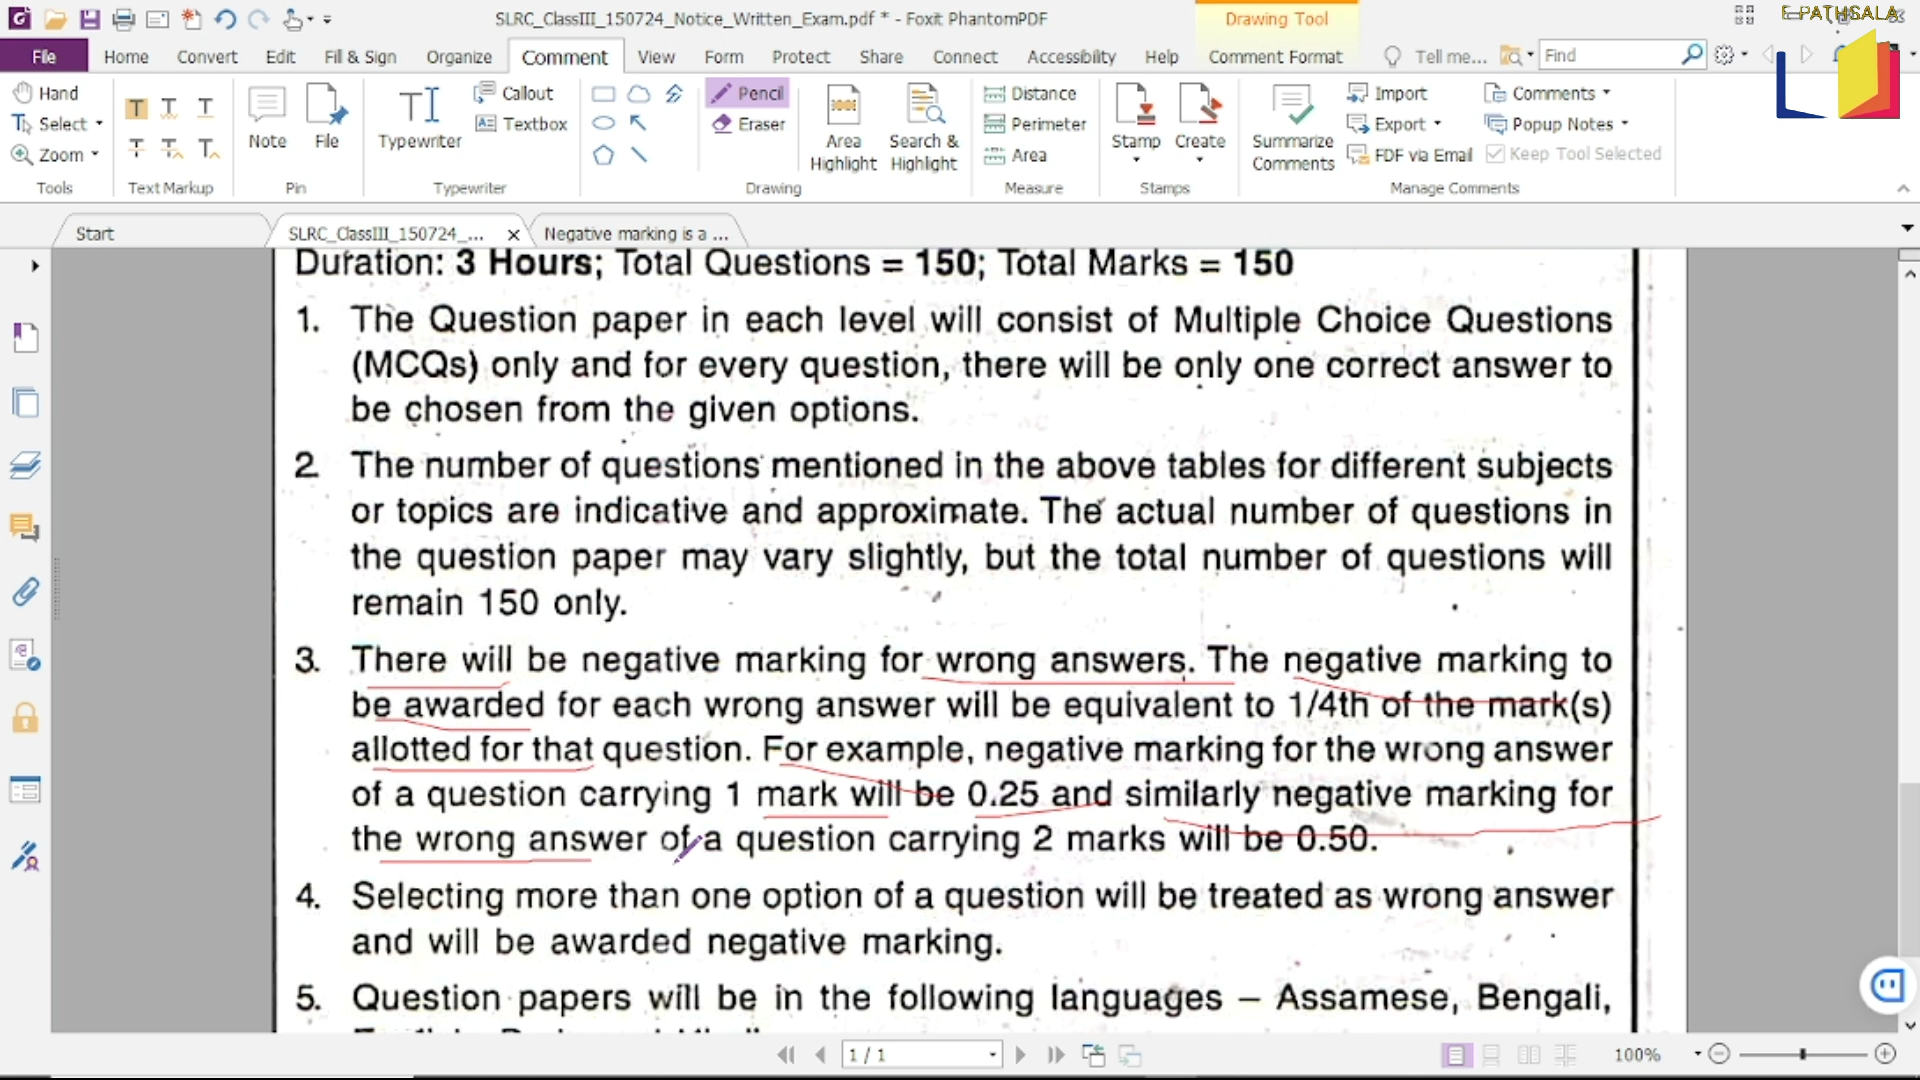 SLRC_ClassIII_150724_Notice_Written_Exam.pdf * - Foxit PhantomPDF
Drawing Tool
E PATHSALA
File Home Convert Edit Fill & Sign Organize Comment View Form Protect Share Connect Accessibility Help Comment Format Tell me... Find
Hand
Select
Zoom
Tools
Text Markup
Note
File
Pin
Typewriter
Callout
Textbox
Typewriter
Pencil
Eraser
Area Highlight
Search & Highlight
Drawing
Distance
Perimeter
Area
Measure
Stamp
Create
Stamps
Summarize Comments
Import
Export
FDF via Email
Comments
Popup Notes
Keep Tool Selected
Manage Comments
Start SLRC_ClassIII_150724_... Negative marking is a ...
Duration: 3 Hours; Total Questions = 150; Total Marks = 150
1. The Question paper in each level will consist of Multiple Choice Questions
(MCQs) only and for every question, there will be only one correct answer to
be chosen from the given options.
2. The number of questions mentioned in the above tables for different subjects
or topics are indicative and approximate. The actual number of questions in
the question paper may vary slightly, but the total number of questions will
remain 150 only.
3. There will be negative marking for wrong answers. The negative marking to
be awarded for each wrong answer will be equivalent to 1/4th of the mark(s)
allotted for that question. For example, negative marking for the wrong answer
of a question carrying 1 mark will be 0.25 and similarly negative marking for
the wrong answer of a question carrying 2 marks will be 0.50.
4. Selecting more than one option of a question will be treated as wrong answer
and will be awarded negative marking.
5. Question papers will be in the following languages – Assamese, Bengali,
1 / 1
100%